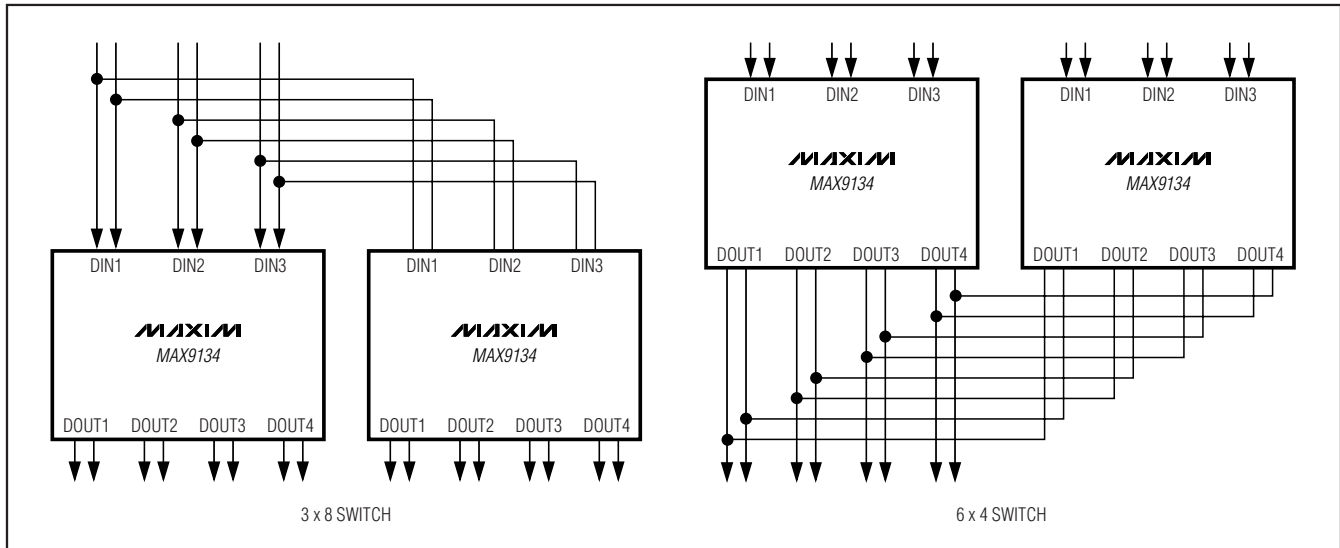 DIN1 DIN2 DIN3
MAXIM
MAX9134
DOUT1 DOUT2 DOUT3 DOUT4
DIN1 DIN2 DIN3
MAXIM
MAX9134
DOUT1 DOUT2 DOUT3 DOUT4
3 x 8 SWITCH
DIN1 DIN2 DIN3
MAXIM
MAX9134
DOUT1 DOUT2 DOUT3 DOUT4
DIN1 DIN2 DIN3
MAXIM
MAX9134
DOUT1 DOUT2 DOUT3 DOUT4
6 x 4 SWITCH